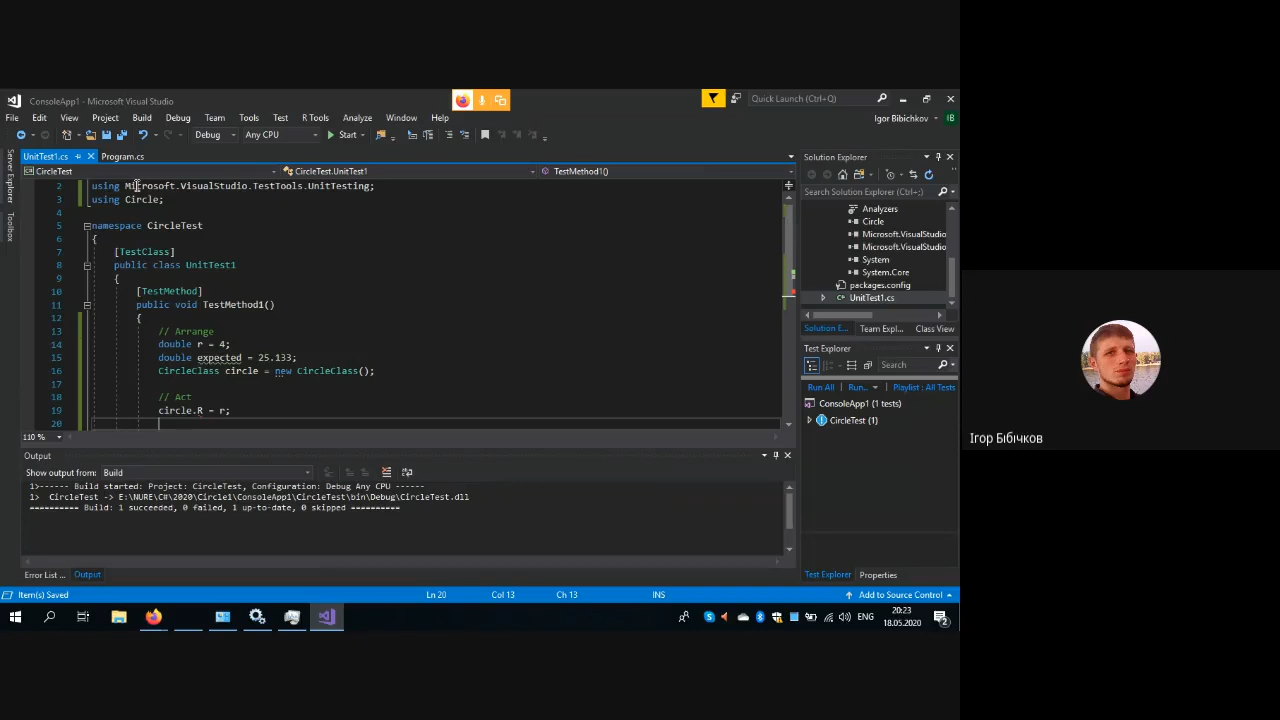 ConsoleApp1 - Microsoft Visual Studio
Quick Launch (Ctrl+Q)
File Edit View Project Build Debug Team Tools Test R Tools Analyze Window Help
Igor Bibichkov IB
Debug Any CPU Start
UnitTest1.cs Program.cs
CircleTest CircleTest.UnitTest1 TestMethod1()
Server Explorer
Toolbox
2 using Microsoft.VisualStudio.TestTools.UnitTesting;
3 using Circle;
4
5 namespace CircleTest
6 {
7 [TestClass]
8 public class UnitTest1
9 {
10 [TestMethod]
11 public void TestMethod1()
12 {
13 // Arrange
14 double r = 4;
15 double expected = 25.133;
16 CircleClass circle = new CircleClass();
17
18 // Act
19 circle.R = r;
20
110 %
Output
Show output from: Build
1>------ Build started: Project: CircleTest, Configuration: Debug Any CPU ------
1> CircleTest -> E:\NURE\C#\2020\Circle1\ConsoleApp1\CircleTest\bin\Debug\CircleTest.dll
========== Build: 1 succeeded, 0 failed, 1 up-to-date, 0 skipped ==========
Error List ... Output
Solution Explorer
Search Solution Explorer
Analyzers
Circle
Microsoft.VisualStudio
Microsoft.VisualStudio
System
System.Core
packages.config
UnitTest1.cs
Solution E... Team Expl... Class View
Test Explorer
Search
Run All Run... Playlist : All Tests
ConsoleApp1 (1 tests)
CircleTest (1)
Test Explorer Properties
Item(s) Saved Ln 20 Col 13 Ch 13 INS Add to Source Control
ENG
20:23
18.05.2020
2
Ігор Бібічков